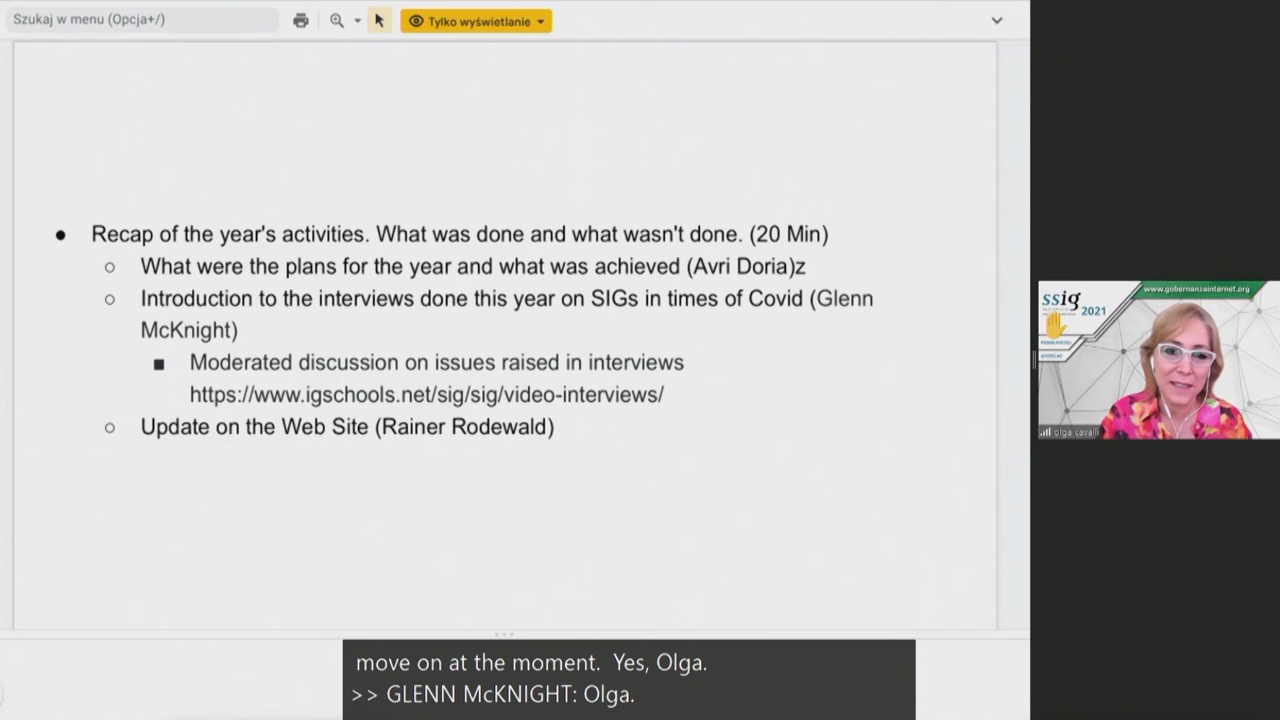 Szukaj w menu (Opcja+/)
Tylko wyświetlanie
● Recap of the year's activities. What was done and what wasn't done. (20 Min)
○ What were the plans for the year and what was achieved (Avri Doria)z
○ Introduction to the interviews done this year on SIGs in times of Covid (Glenn
McKnight)
■ Moderated discussion on issues raised in interviews
https://www.igschools.net/sig/sig/video-interviews/
○ Update on the Web Site (Rainer Rodewald)
www.gobernanzainternet.org
ssig
2021
olga cavalli
move on at the moment. Yes, Olga.
>> GLENN McKNIGHT: Olga.